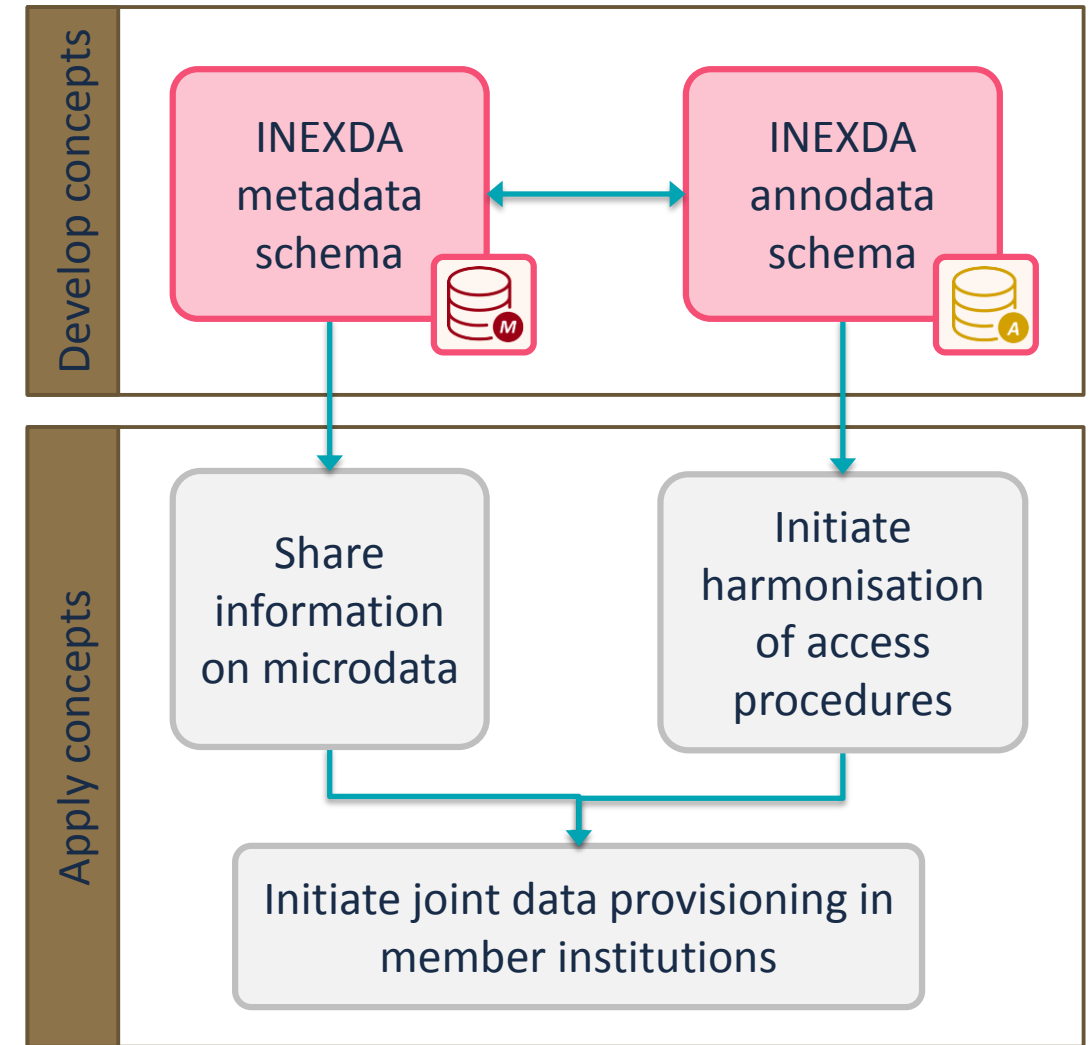 Develop concepts
INEXDA
metadata
schema
M
INEXDA
annodata
schema
A
Apply concepts
Share
information
on microdata
Initiate
harmonisation
of access
procedures
Initiate joint data provisioning in
member institutions